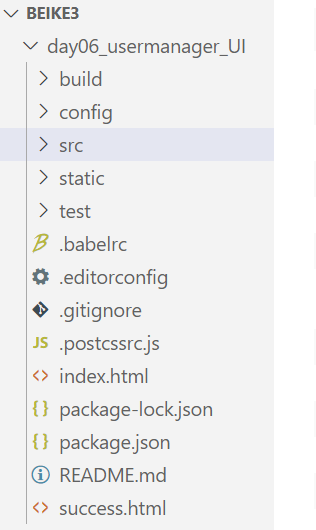 BEIKE3
day06_usermanager_UI
build
config
src
static
test
.babelrc
.editorconfig
.gitignore
.postcssrc.js
index.html
package-lock.json
package.json
README.md
success.html